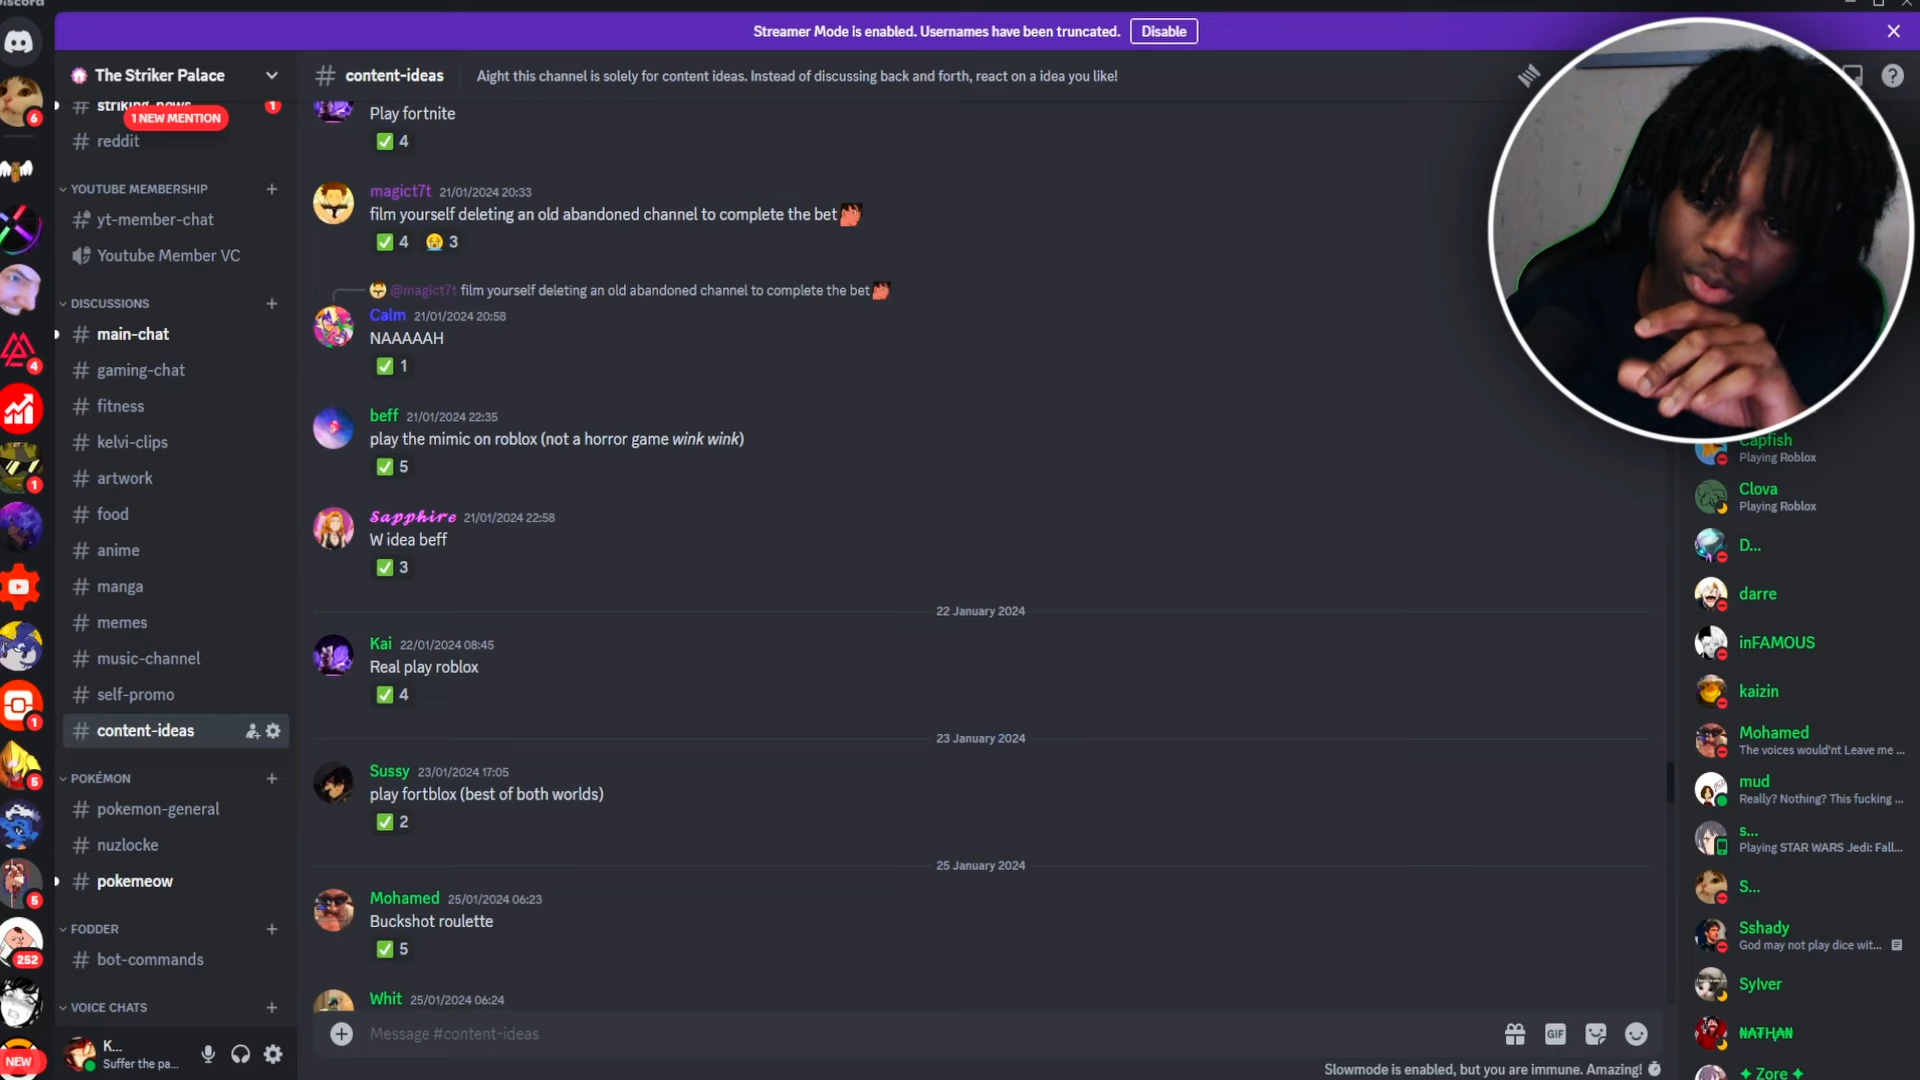 Discord
Streamer Mode is enabled. Usernames have been truncated.
Disable
The Striker Palace
striking_news
1
1 NEW MENTION
reddit
YOUTUBE MEMBERSHIP
yt-member-chat
Youtube Member VC
DISCUSSIONS
main-chat
gaming-chat
fitness
kelvi-clips
artwork
food
anime
manga
memes
music-channel
self-promo
content-ideas
POKÉMON
pokemon-general
nuzlocke
pokemeow
FODDER
bot-commands
VOICE CHATS
K...
Suffer the pa...
6
4
1
1
5
5
252
NEW
# content-ideas
Aight this channel is solely for content ideas. Instead of discussing back and forth, react on a idea you like!
Play fortnite
4
magict7t 21/01/2024 20:33
film yourself deleting an old abandoned channel to complete the bet
4 3
@magict7t film yourself deleting an old abandoned channel to complete the bet
Calm 21/01/2024 20:58
NAAAAAH
1
beff 21/01/2024 22:35
play the mimic on roblox (not a horror game wink wink)
5
Sapphire 21/01/2024 22:58
W idea beff
3
22 January 2024
Kai 22/01/2024 08:45
Real play roblox
4
23 January 2024
Sussy 23/01/2024 17:05
play fortblox (best of both worlds)
2
25 January 2024
Mohamed 25/01/2024 06:23
Buckshot roulette
5
Whit 25/01/2024 06:24
Message #content-ideas
GIF
Slowmode is enabled, but you are immune. Amazing!
Capfish
Playing Roblox
Clova
Playing Roblox
D...
darre
inFAMOUS
kaizin
Mohamed
The voices would'nt Leave me ...
mud
Really? Nothing? This fucking ...
s...
Playing STAR WARS Jedi: Fall...
S...
Sshady
God may not play dice wit...
Sylver
NATHAN
✦ Zore ✦